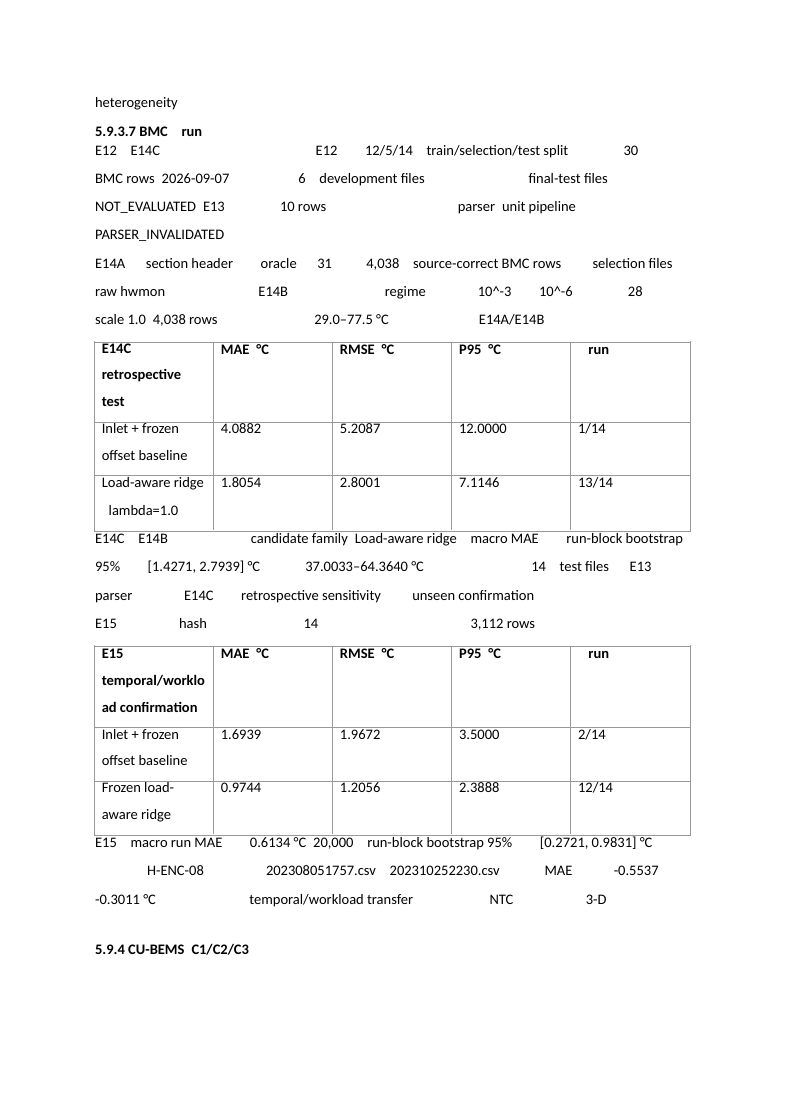 heterogeneity
5.9.3.7 BMC run
E12 E14C E12 12/5/14 train/selection/test split 30
BMC rows 2026-09-07 6 development files final-test files
NOT_EVALUATED E13 10 rows parser unit pipeline
PARSER_INVALIDATED
E14A section header oracle 31 4,038 source-correct BMC rows selection files
raw hwmon E14B regime 10^-3 10^-6 28
scale 1.0 4,038 rows 29.0–77.5 °C E14A/E14B
E14C MAE °C RMSE °C P95 °C run
retrospective
test
Inlet + frozen 4.0882 5.2087 12.0000 1/14
offset baseline
Load-aware ridge 1.8054 2.8001 7.1146 13/14
lambda=1.0
E14C E14B candidate family Load-aware ridge macro MAE run-block bootstrap
95% [1.4271, 2.7939] °C 37.0033–64.3640 °C 14 test files E13
parser E14C retrospective sensitivity unseen confirmation
E15 hash 14 3,112 rows
E15 MAE °C RMSE °C P95 °C run
temporal/worklo
ad confirmation
Inlet + frozen 1.6939 1.9672 3.5000 2/14
offset baseline
Frozen load- 0.9744 1.2056 2.3888 12/14
aware ridge
E15 macro run MAE 0.6134 °C 20,000 run-block bootstrap 95% [0.2721, 0.9831] °C
H-ENC-08 202308051757.csv 202310252230.csv MAE -0.5537
-0.3011 °C temporal/workload transfer NTC 3-D
5.9.4 CU-BEMS C1/C2/C3